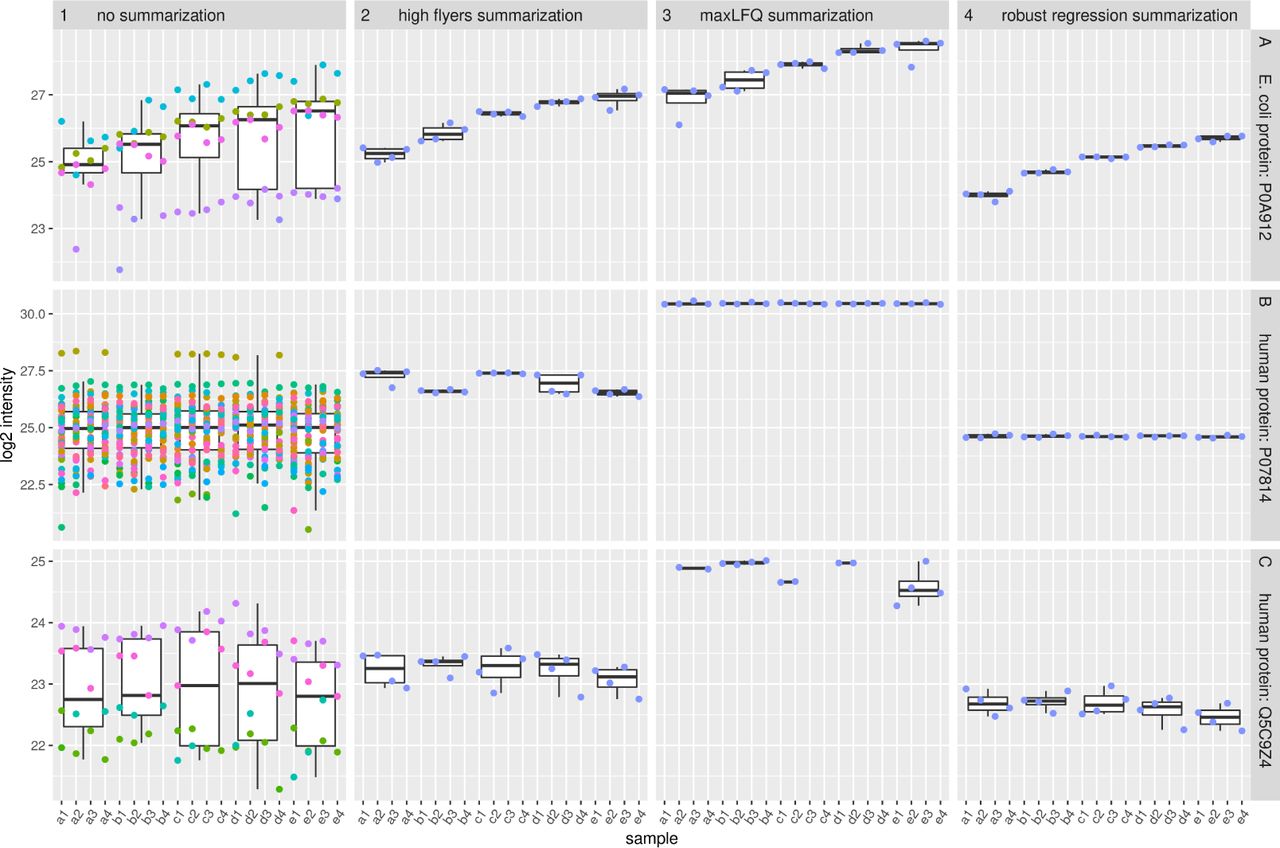 1 no summarization
2 high flyers summarization
3 maxLFQ summarization
4 robust regression summarization
27
25
23
A E. coli protein: P0A912
30.0
27.5
25.0
22.5
B human protein: P07814
25
24
23
22
C human protein: Q5C9Z4
log2 intensity
a1 a2 a3 a4 b1 b2 b3 b4 c1 c2 c3 c4 d1 d2 d3 d4 e1 e2 e3 e4
a1 a2 a3 a4 b1 b2 b3 b4 c1 c2 c3 c4 d1 d2 d3 d4 e1 e2 e3 e4
a1 a2 a3 a4 b1 b2 b3 b4 c1 c2 c3 c4 d1 d2 d3 d4 e1 e2 e3 e4
a1 a2 a3 a4 b1 b2 b3 b4 c1 c2 c3 c4 d1 d2 d3 d4 e1 e2 e3 e4
sample